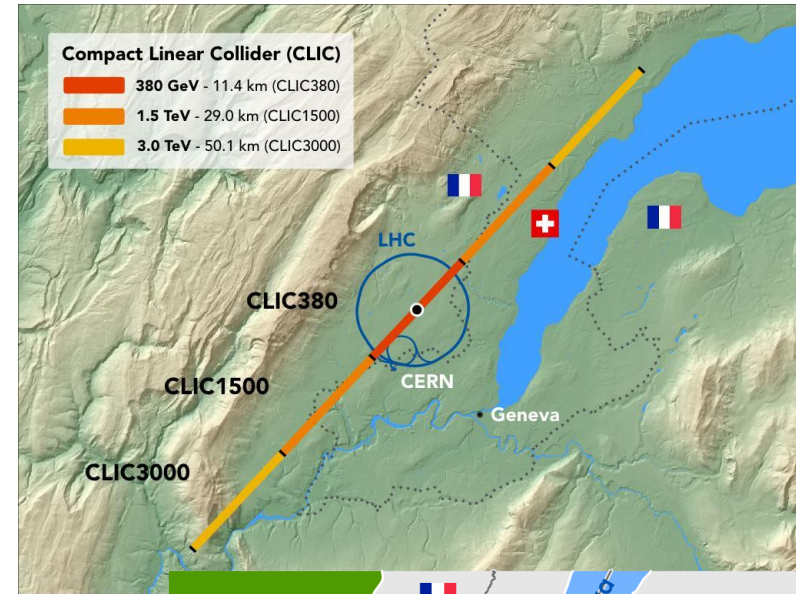 Compact Linear Collider (CLIC)
380 GeV - 11.4 km (CLIC380)
1.5 TeV - 29.0 km (CLIC1500)
3.0 TeV - 50.1 km (CLIC3000)
LHC
CLIC380
CERN
CLIC1500
Geneva
CLIC3000